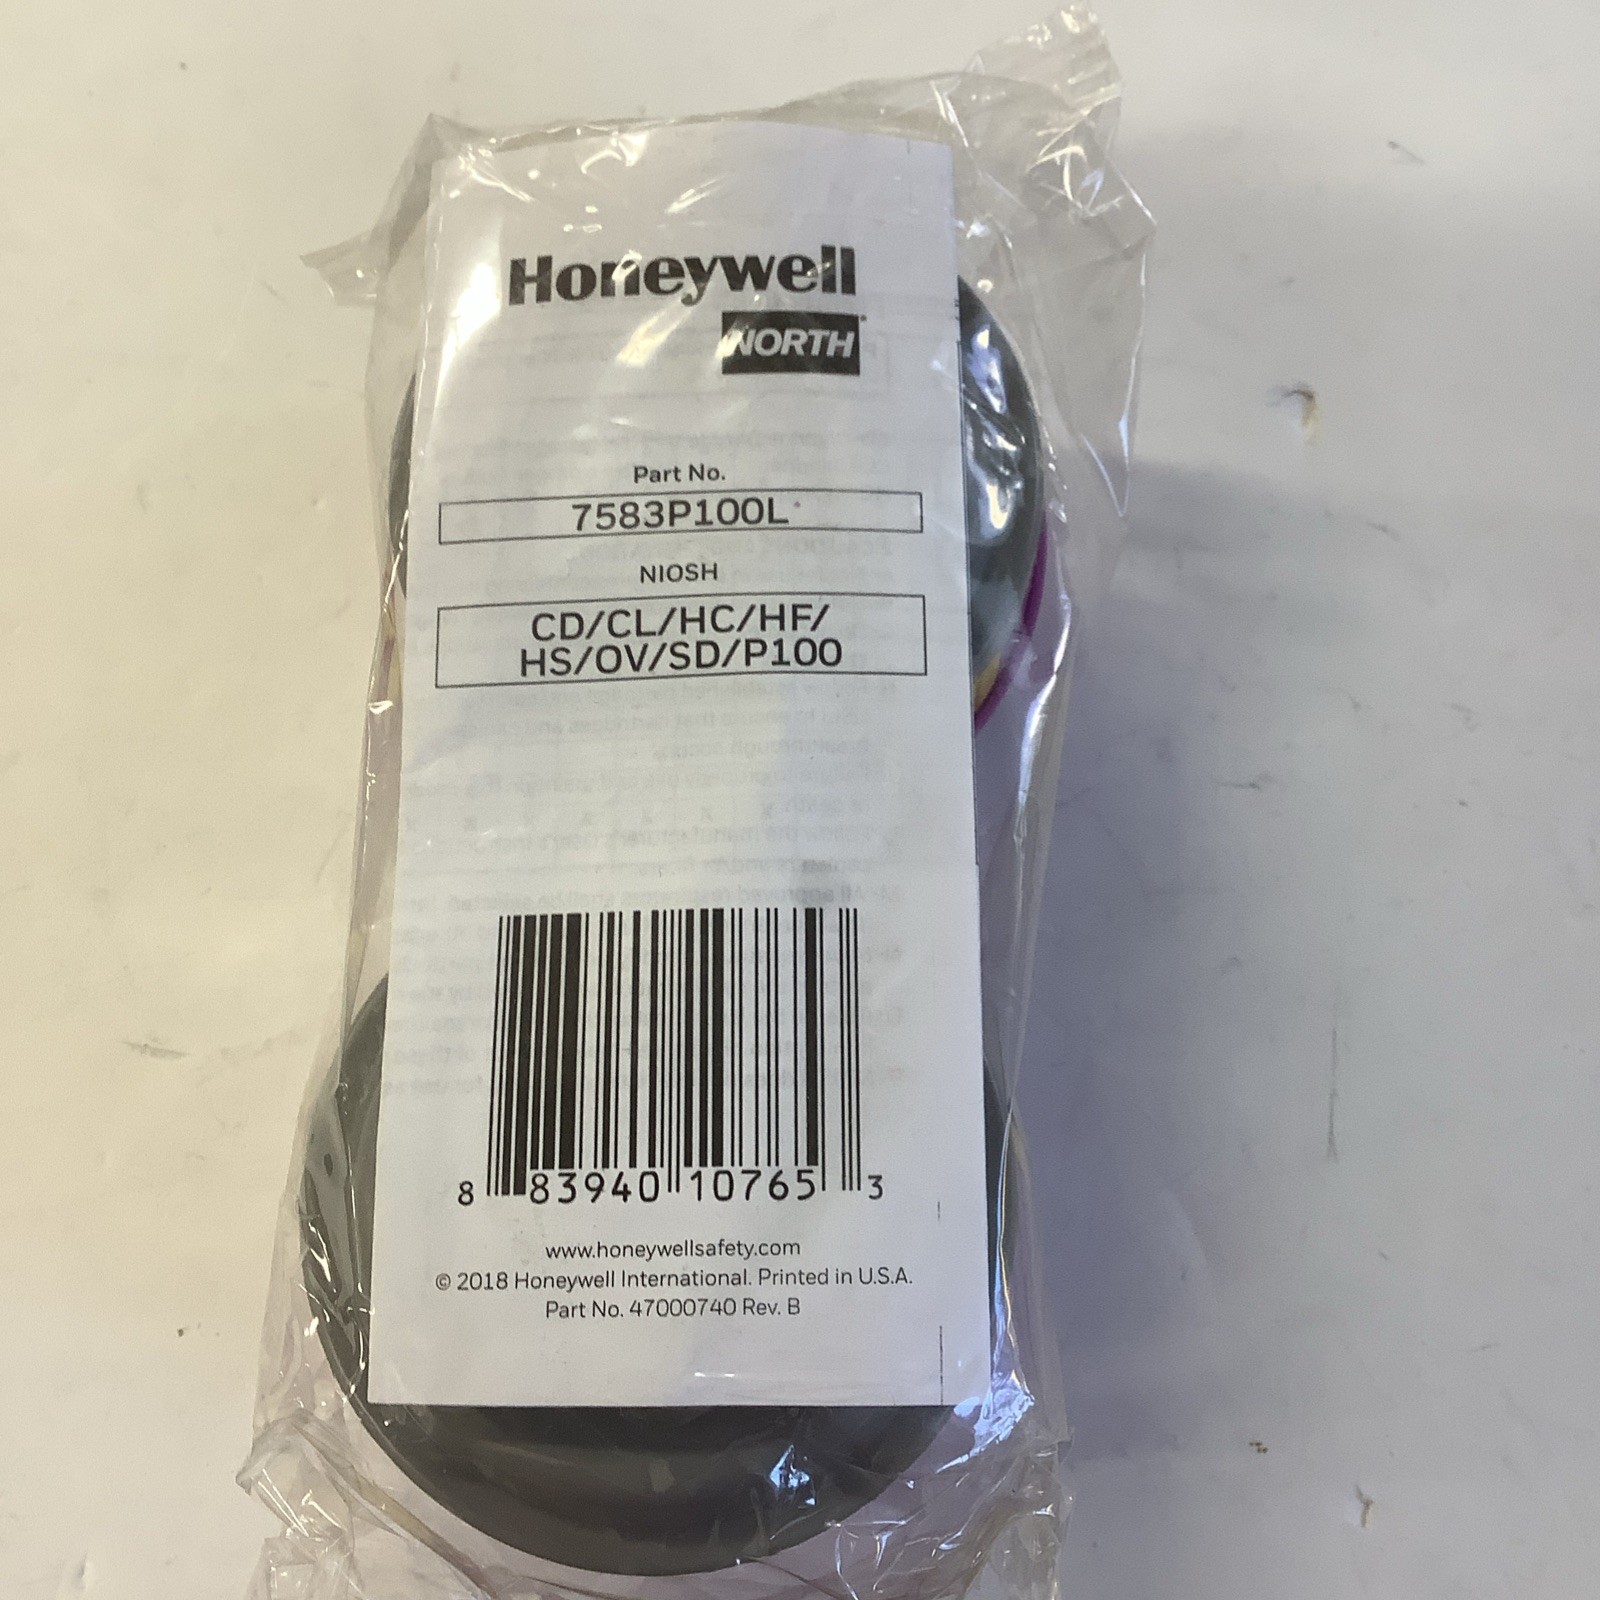 Honeywell
NORTH
Part No.
7583P100L
NIOSH
CD/CL/HC/HF/
HS/OV/SD/P100
8 83940 10765 3
www.honeywellsafety.com
© 2018 Honeywell International. Printed in U.S.A.
Part No. 47000740 Rev. B